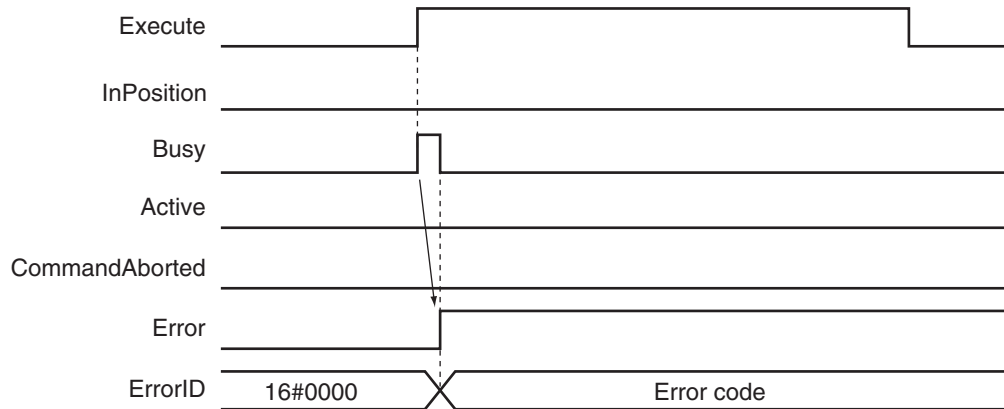 Execute
InPosition
Busy
Active
CommandAborted
Error
ErrorID 16#0000 Error code